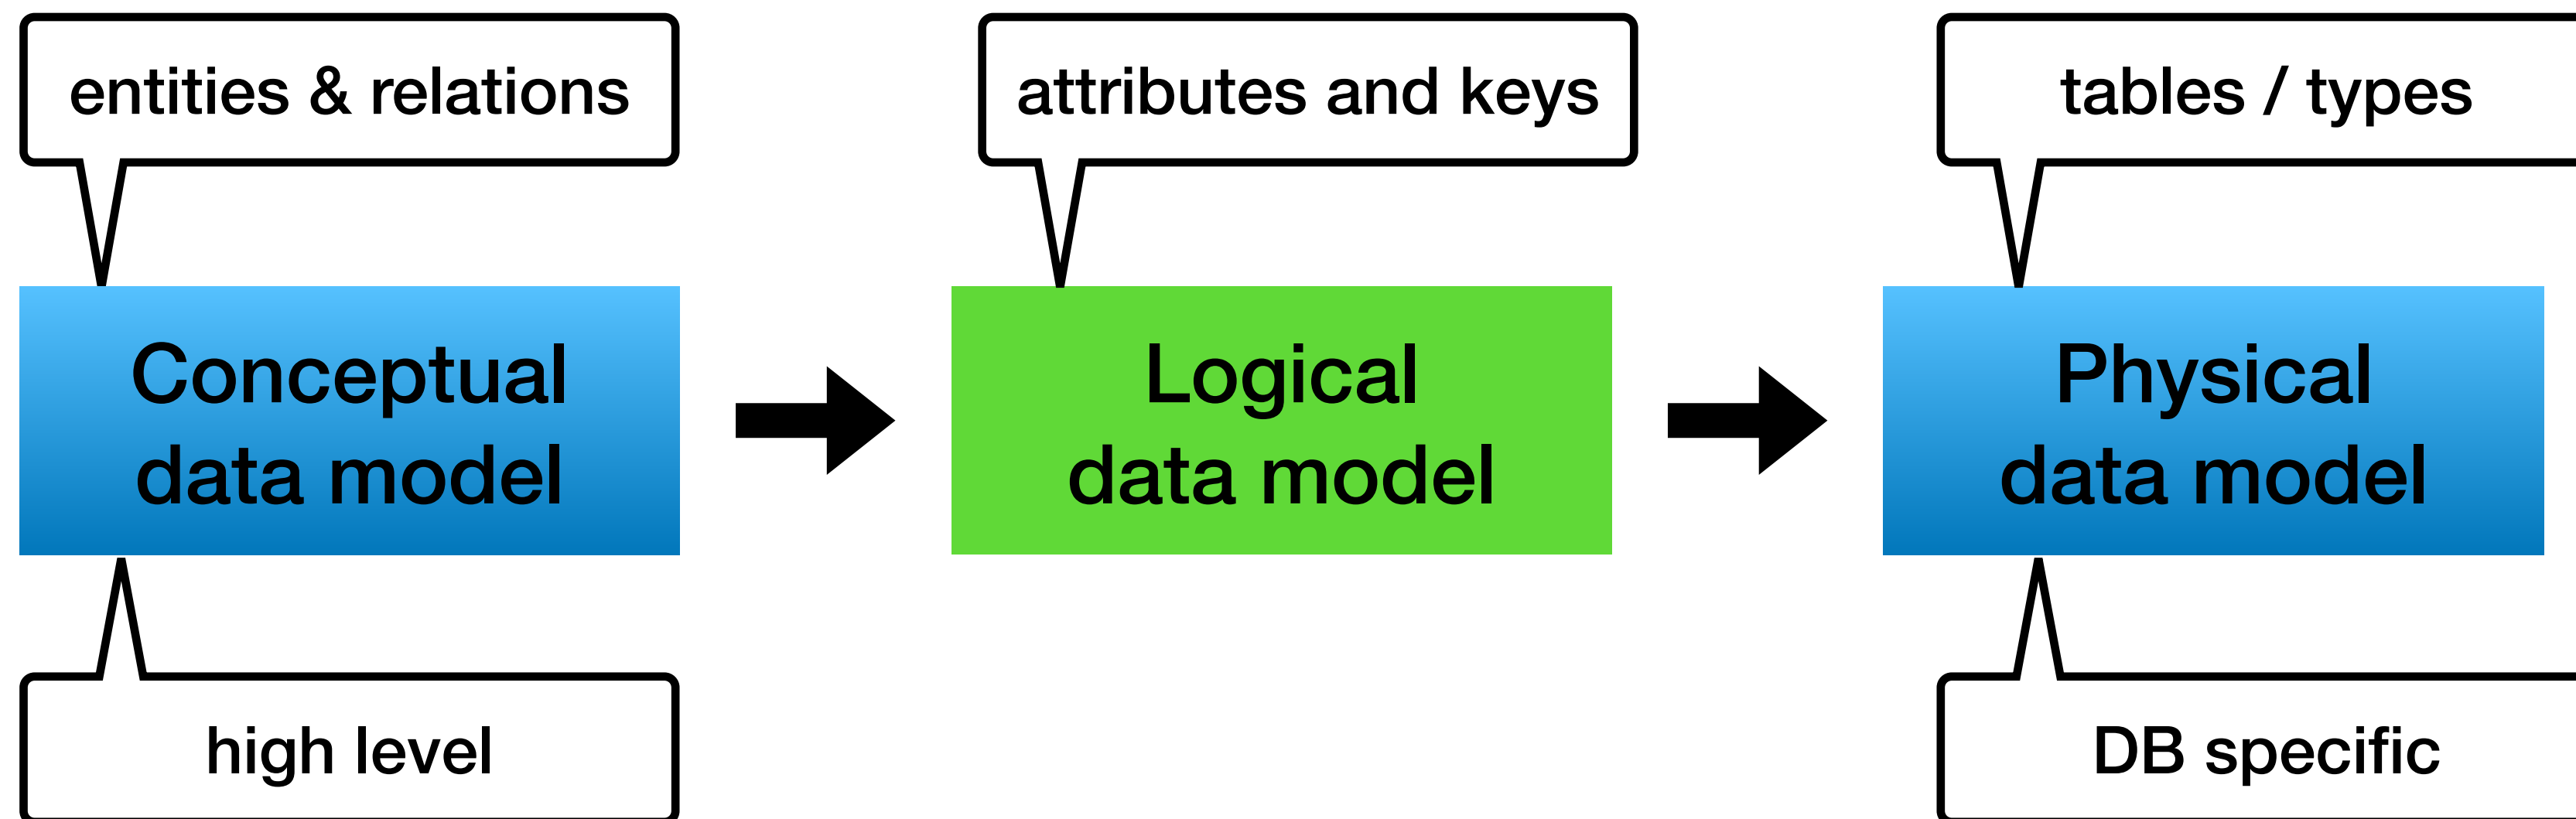 entities & relations
attributes and keys
tables / types
Conceptual
data model
Logical
data model
Physical
data model
high level
DB specific